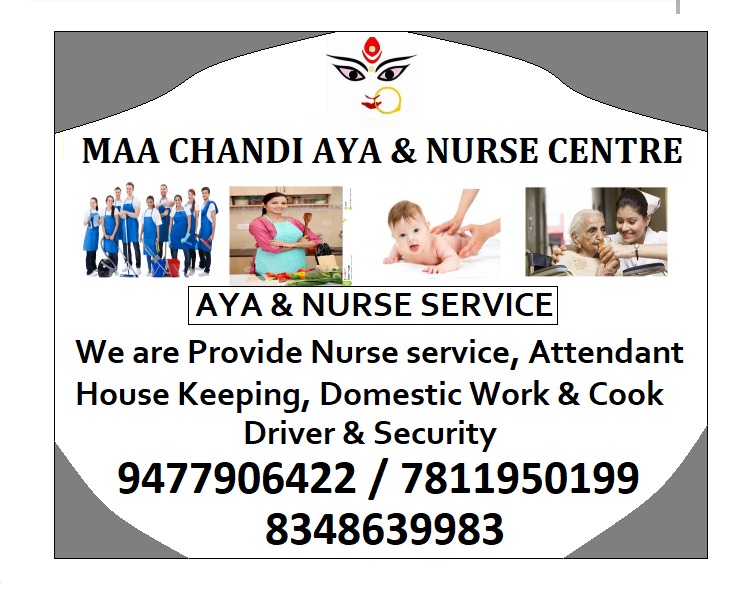 MAA CHANDI AYA & NURSE CENTRE
AYA & NURSE SERVICE
We are Provide Nurse service, Attendant
House Keeping, Domestic Work & Cook
Driver & Security
9477906422 / 7811950199
8348639983